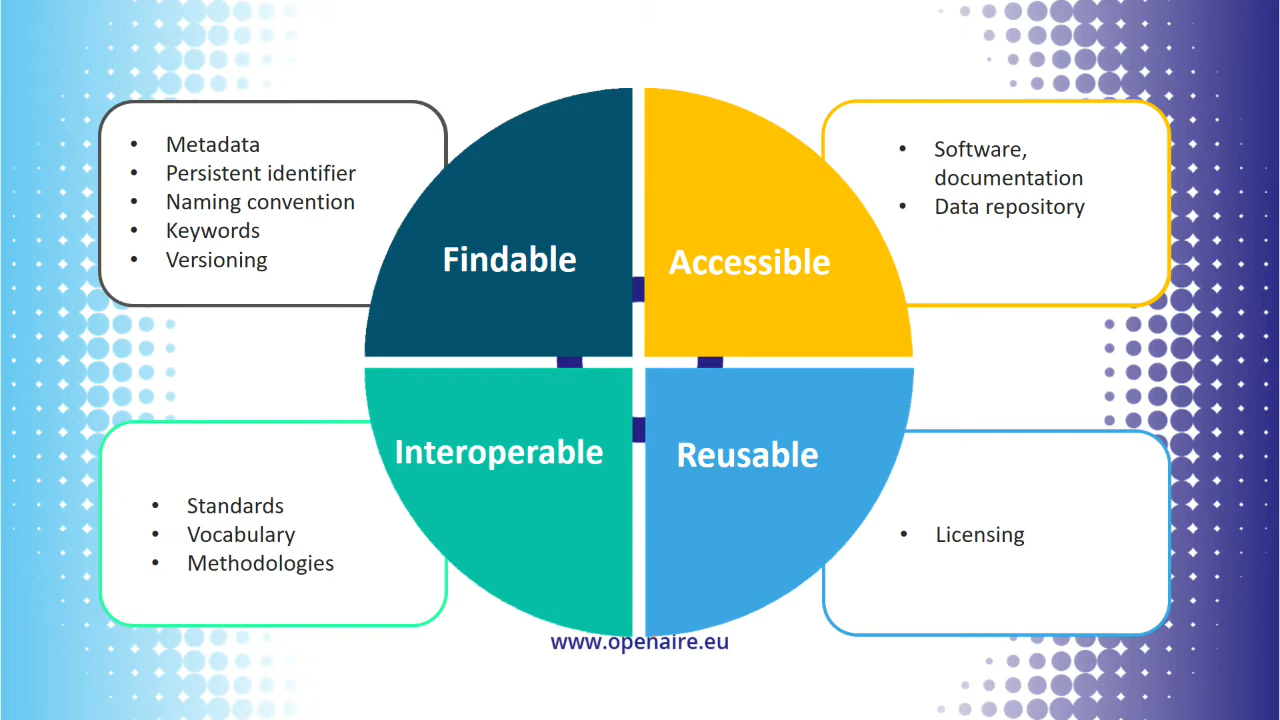 • Metadata
• Persistent identifier
• Naming convention
• Keywords
• Versioning
Findable
Accessible
• Software,
documentation
• Data repository
Interoperable
• Standards
• Vocabulary
• Methodologies
Reusable
• Licensing
www.openaire.eu